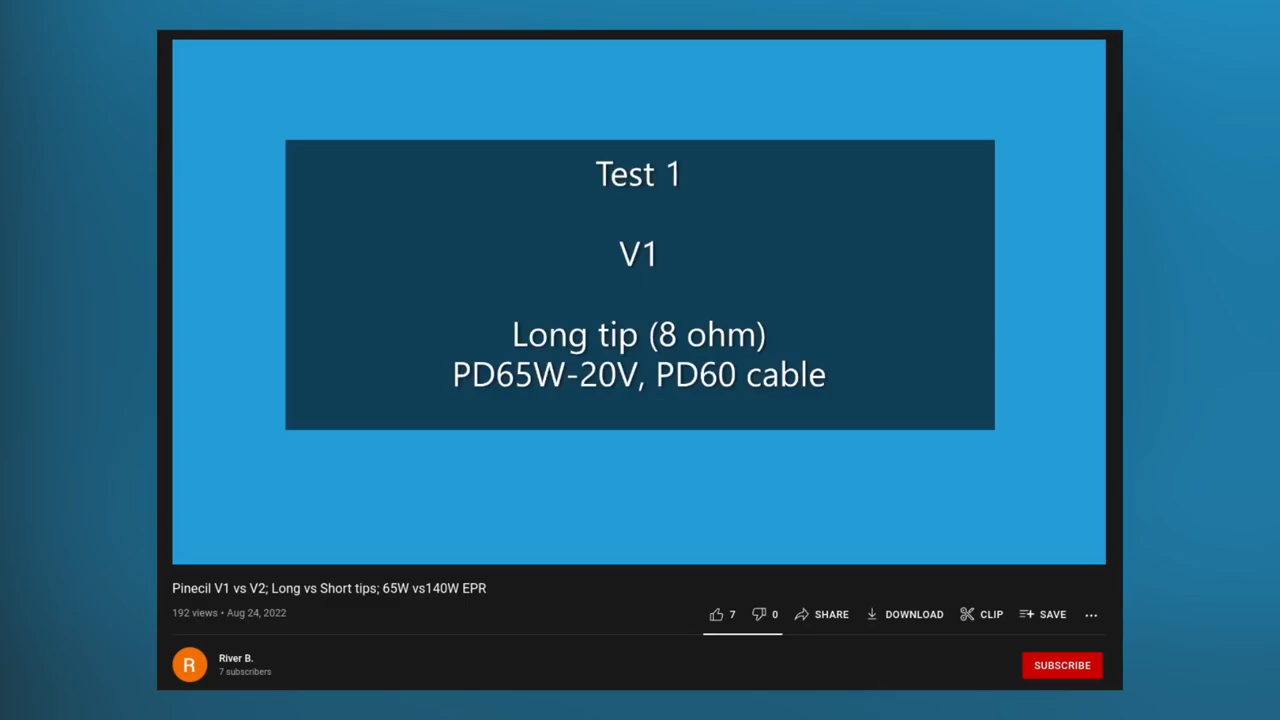 Test 1
V1
Long tip (8 ohm)
PD65W-20V, PD60 cable
Pinecil V1 vs V2; Long vs Short tips; 65W vs140W EPR
192 views • Aug 24, 2022
7 0 SHARE DOWNLOAD CLIP SAVE ...
R River B.
7 subscribers
SUBSCRIBE